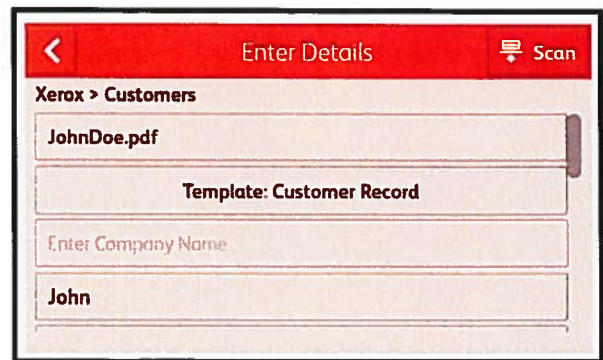 Enter Details
Scan
Xerox > Customers
JohnDoe.pdf
Template: Customer Record
Enter Company Name
John